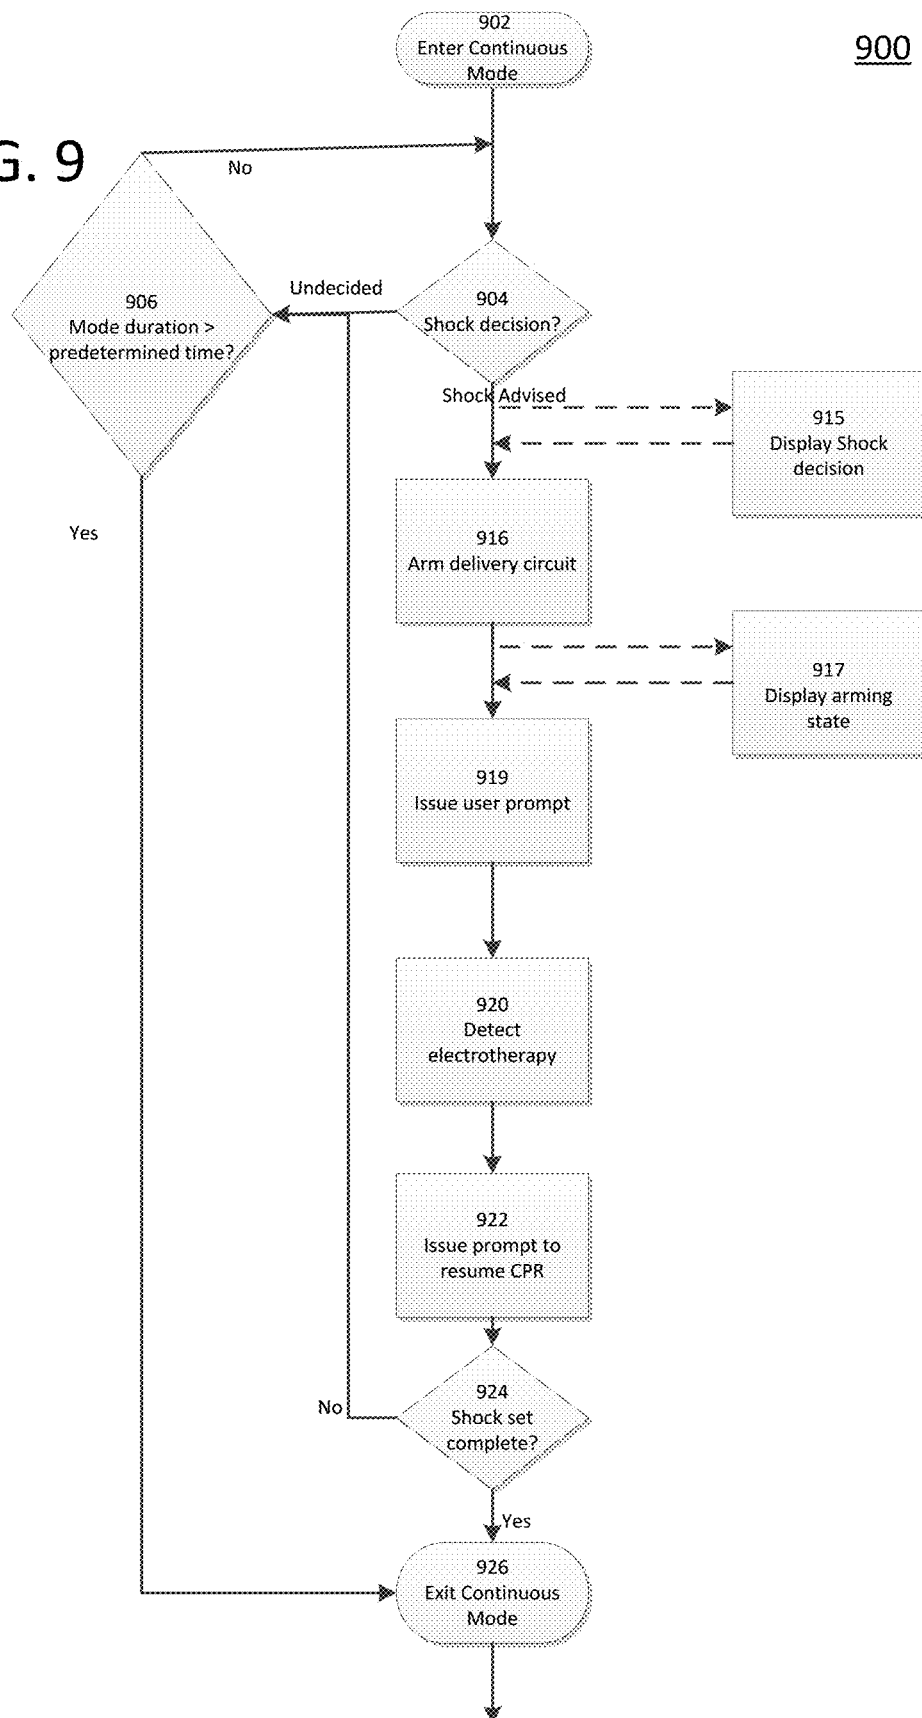 902
Enter Continuous
Mode
900
G. 9
No
906
Mode duration >
predetermined time?
Undecided
904
Shock decision?
Shock Advised
915
Display Shock
decision
Yes
916
Arm delivery circuit
917
Display arming
state
919
Issue user prompt
920
Detect
electrotherapy
922
Issue prompt to
resume CPR
No
924
Shock set
complete?
Yes
926
Exit Continuous
Mode